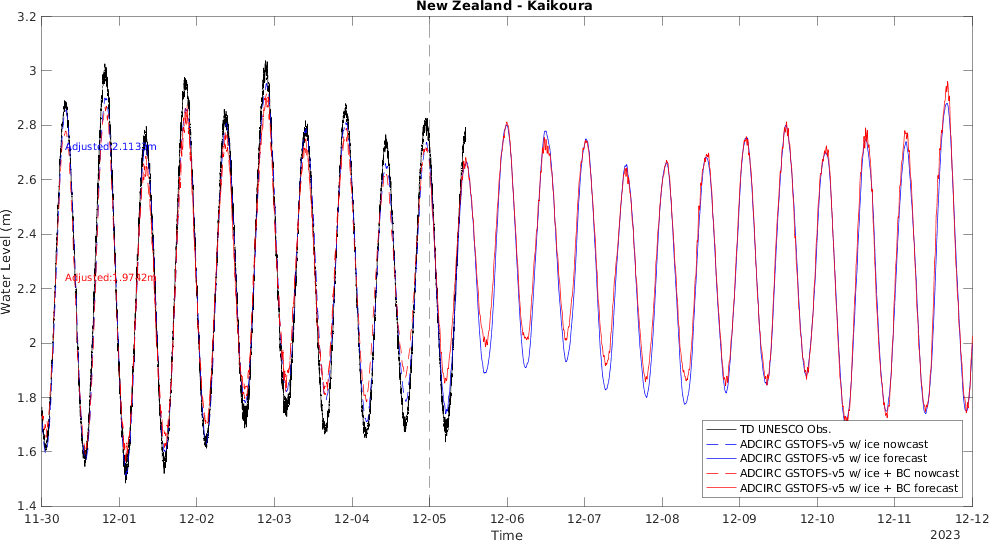 New Zealand - Kaikoura
3.2
3
2.8
2.6
2.4
2.2
2
1.8
1.6
1.4
Water Level (m)
Adjusted:1.9742m
TD UNESCO Obs.
ADCIRC GSTOFS-v5 w/ ice nowcast
ADCIRC GSTOFS-v5 w/ ice forecast
ADCIRC GSTOFS-v5 w/ ice + BC nowcast
ADCIRC GSTOFS-v5 w/ ice + BC forecast
11-30 12-01 12-02 12-03 12-04 12-05 12-06 12-07 12-08 12-09 12-10 12-11 12-12
Time
2023